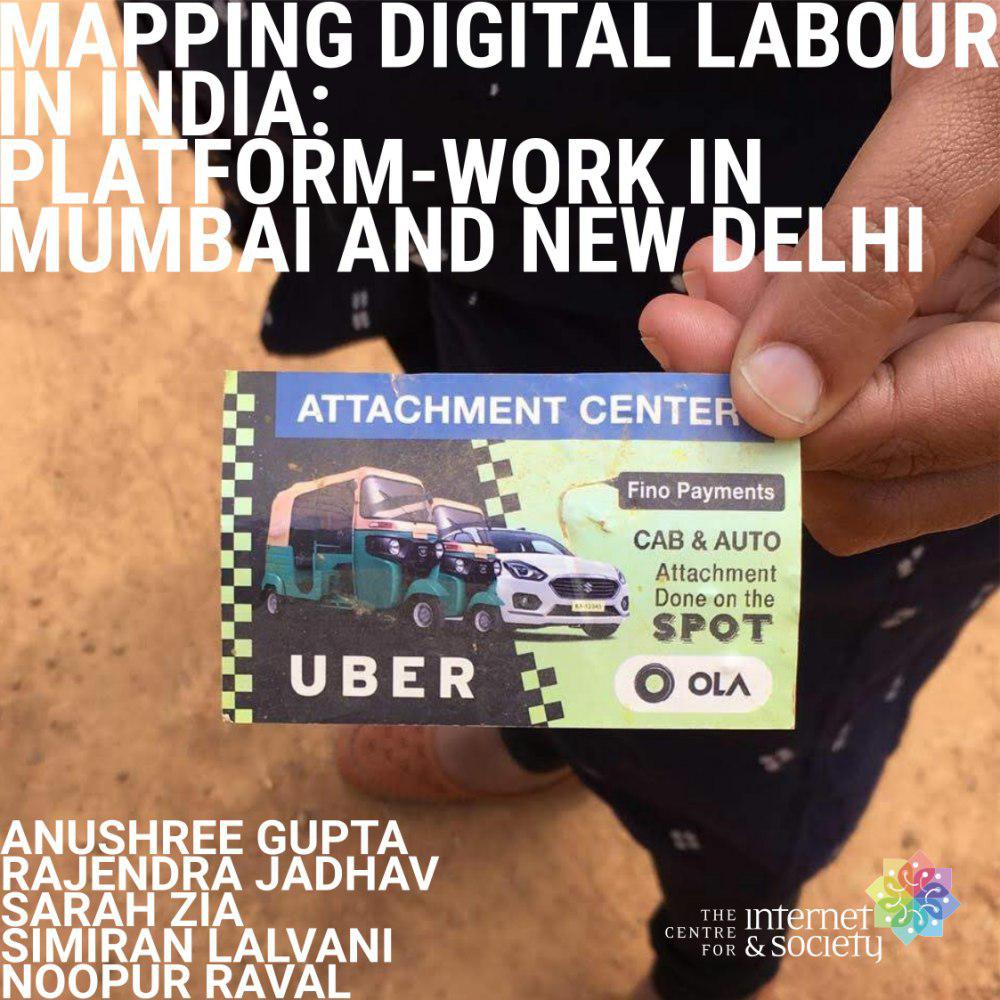 MAPPING DIGITAL LABOUR
IN INDIA:
PLATFORM-WORK IN
MUMBAI AND NEW DELHI
ATTACHMENT CENTER
Fino Payments
CAB & AUTO
Attachment
Done on the
SPOT
UBER
OLA
ANUSHREE GUPTA
RAJENDRA JADHAV
SARAH ZIA
SIMIRAN LALVANI
NOOPUR RAVAL
THE CENTRE FOR internet & society